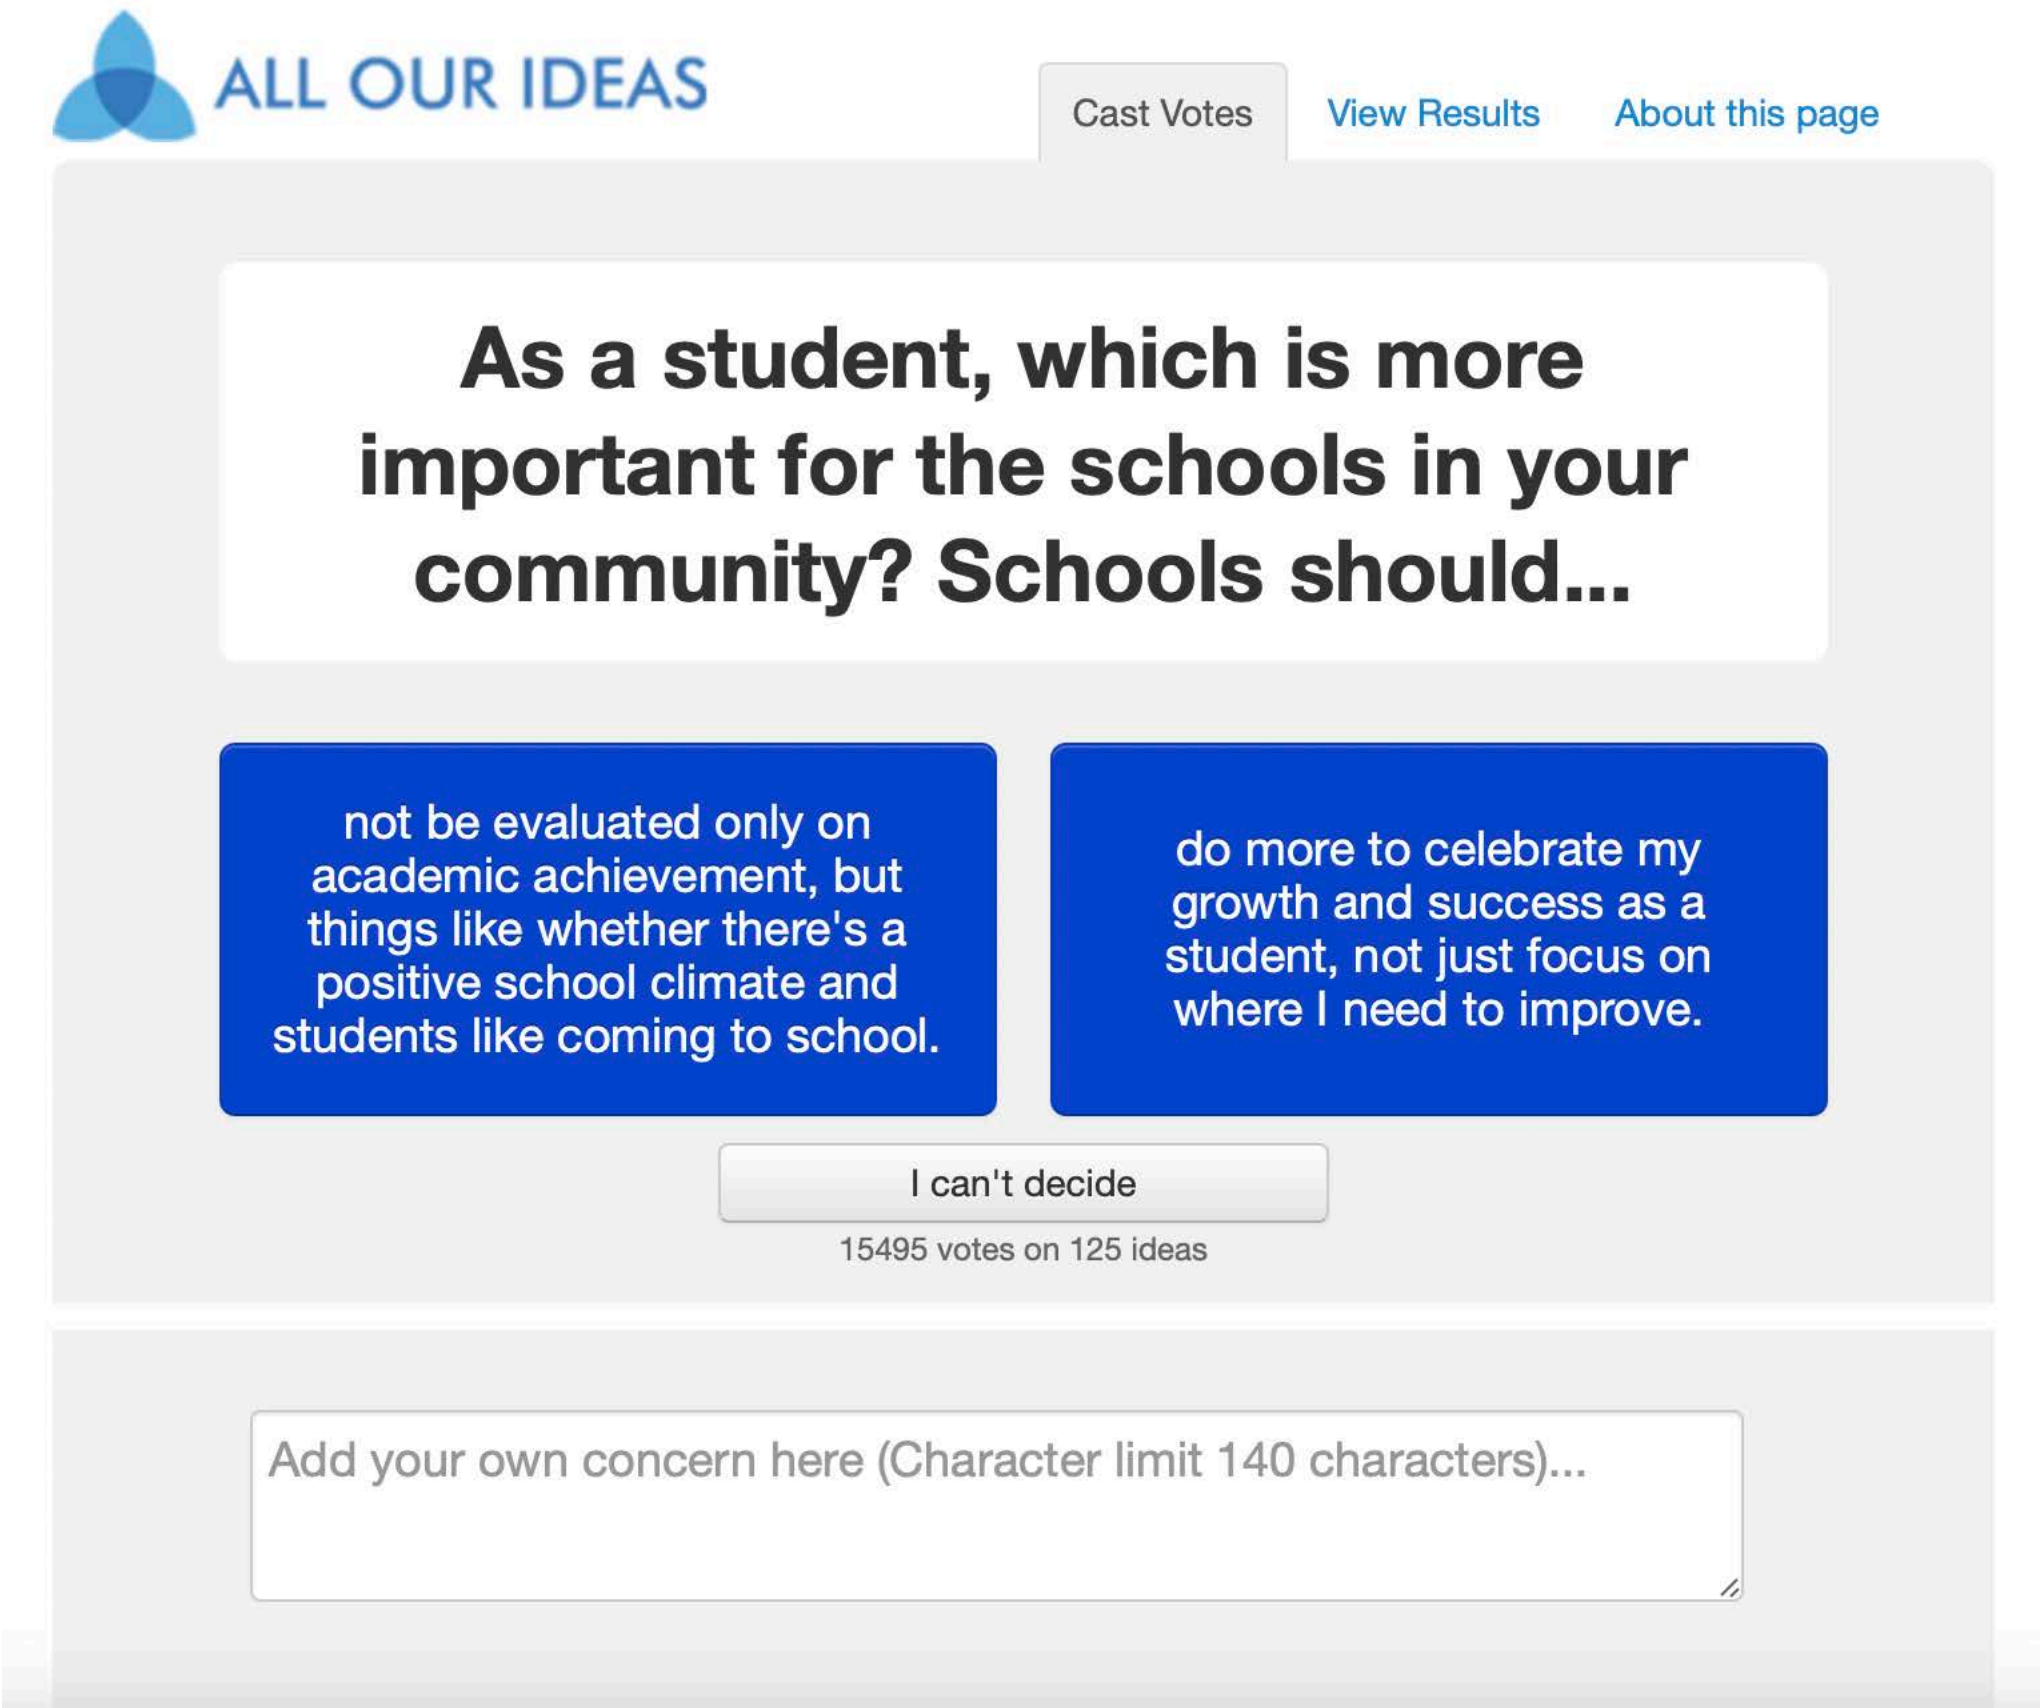 ALL OUR IDEAS
Cast Votes
View Results
About this page
As a student, which is more
important for the schools in your
community? Schools should...
not be evaluated only on
academic achievement, but
things like whether there's a
positive school climate and
students like coming to school.
do more to celebrate my
growth and success as a
student, not just focus on
where I need to improve.
I can't decide
15495 votes on 125 ideas
Add your own concern here (Character limit 140 characters)...